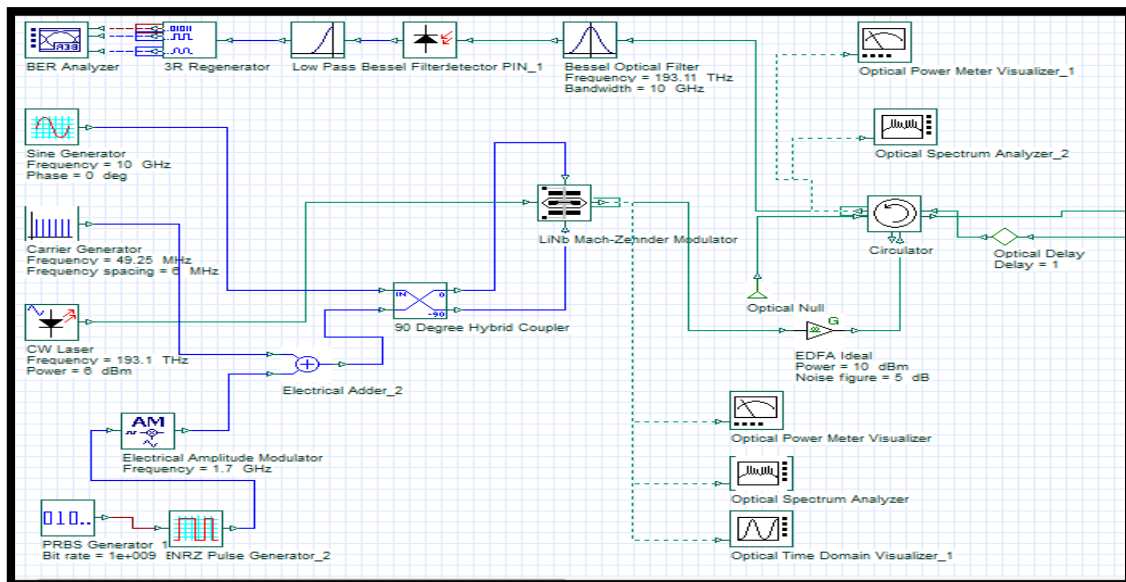 BER Analyzer
3R Regenerator
Low Pass Bessel Filter
etector PIN_1
Bessel Optical Filter
Frequency = 193.11 THz
Bandwidth = 10 GHz
Optical Power Meter Visualizer_1
Sine Generator
Frequency = 10 GHz
Phase = 0 deg
Optical Spectrum Analyzer_2
LiNb Mach-Zehnder Modulator
Circulator
Carrier Generator
Frequency = 49.25 MHz
Frequency spacing = 6 MHz
Optical Delay
Delay = 1
IN 0
-90
90 Degree Hybrid Coupler
Optical Null
CW Laser
Frequency = 193.1 THz
Power = 6 dBm
G
EDFA Ideal
Power = 10 dBm
Noise figure = 5 dB
Electrical Adder_2
AM
Electrical Amplitude Modulator
Frequency = 1.7 GHz
Optical Power Meter Visualizer
Optical Spectrum Analyzer
010..
PRBS Generator_1
Bit rate = 1e+009
NRZ Pulse Generator_2
Optical Time Domain Visualizer_1